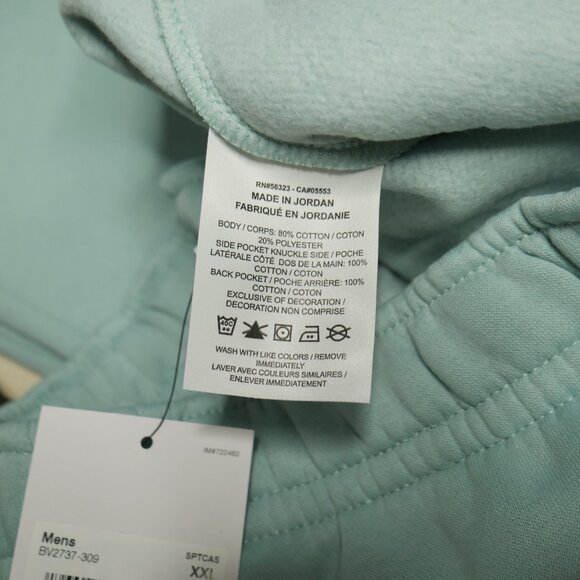 RN#56323 - CA#05553
MADE IN JORDAN
FABRIQUÉ EN JORDANIE
BODY / CORPS: 80% COTTON / COTON
20% POLYESTER
SIDE POCKET KNUCKLE SIDE / POCHE
LATÉRALE CÔTÉ DOS DE LA MAIN: 100%
COTTON / COTON
BACK POCKET / POCHE ARRIÈRE: 100%
COTTON / COTON
EXCLUSIVE OF DECORATION /
DECORATION NON COMPRISE
40C
WASH WITH LIKE COLORS / REMOVE
IMMEDIATELY
LAVER AVEC COULEURS SIMILAIRES /
ENLEVER IMMEDIATEMENT
IM#722460
Mens
BV2737-309
SPTCAS
XXL